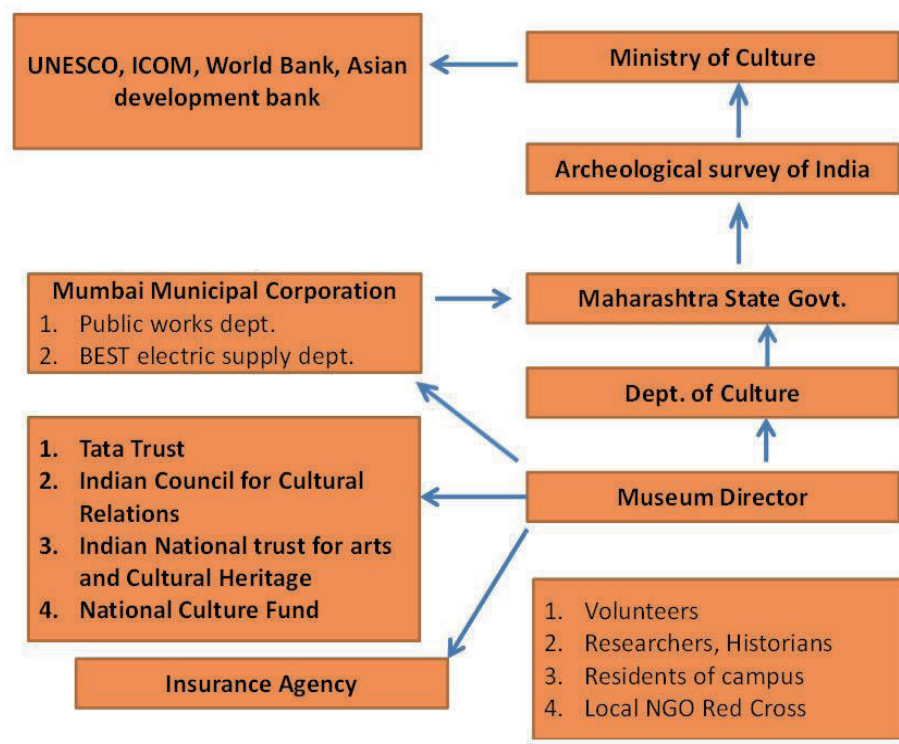 UNESCO, ICOM, World Bank, Asian
development bank
Ministry of Culture
Archeological survey of India
Mumbai Municipal Corporation
1. Public works dept.
2. BEST electric supply dept.
Maharashtra State Govt.
Dept. of Culture
1. Tata Trust
2. Indian Council for Cultural
Relations
3. Indian National trust for arts
and Cultural Heritage
4. National Culture Fund
Museum Director
Insurance Agency
1. Volunteers
2. Researchers, Historians
3. Residents of campus
4. Local NGO Red Cross